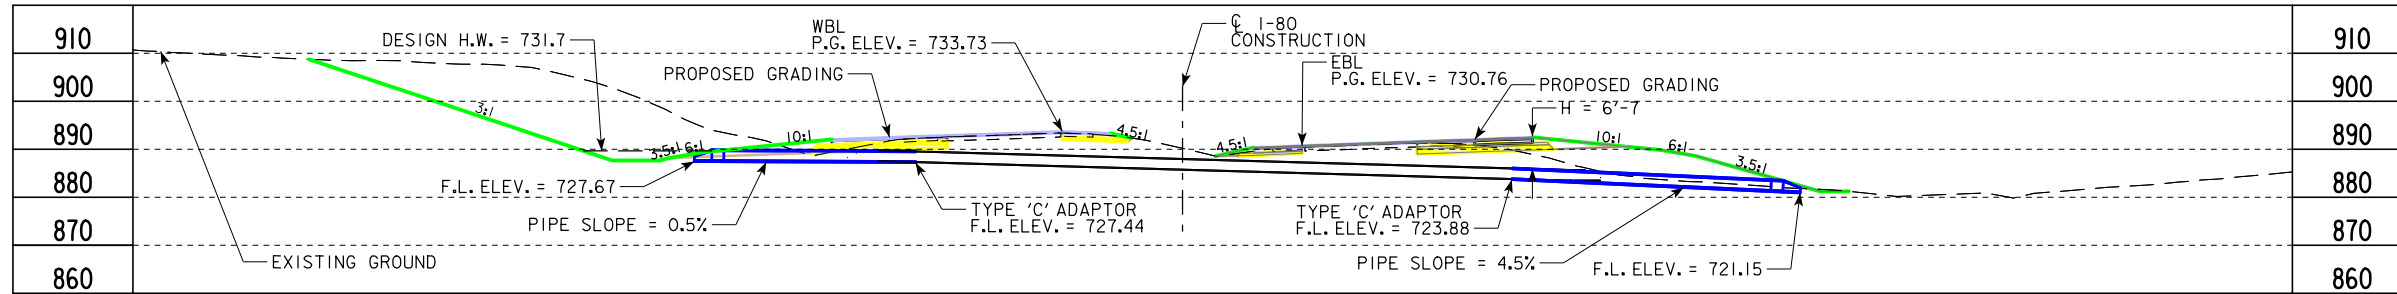 910
900
890
880
870
860
DESIGN H.W. = 731.7
WBL
P.G. ELEV. = 733.73
PROPOSED GRADING
℄ I-80
CONSTRUCTION
EBL
P.G. ELEV. = 730.76
PROPOSED GRADING
H = 6'-7
3:1
3.5:1
6:1
10:1
4.5:1
4.5:1
10:1
6:1
3.5:1
F.L. ELEV. = 727.67
PIPE SLOPE = 0.5%
TYPE 'C' ADAPTOR
F.L. ELEV. = 727.44
TYPE 'C' ADAPTOR
F.L. ELEV. = 723.88
PIPE SLOPE = 4.5%
F.L. ELEV. = 721.15
EXISTING GROUND
910
900
890
880
870
860